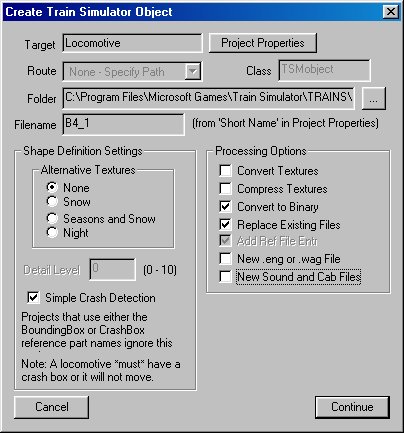 Create Train Simulator Object
Target Locomotive Project Properties
Route None - Specify Path Class TSMobject
Folder C:\Program Files\Microsoft Games\Train Simulator\TRAINS\ ...
Filename B4_1 (from 'Short Name' in Project Properties)
Shape Definition Settings
Alternative Textures
None
Snow
Seasons and Snow
Night
Detail Level 0 (0 - 10)
Simple Crash Detection
Projects that use either the
BoundingBox or CrashBox
reference part names ignore this
Note: A locomotive *must* have a
crash box or it will not move.
Processing Options
Convert Textures
Compress Textures
Convert to Binary
Replace Existing Files
Add Ref File Entr
New .eng or .wag File
New Sound and Cab Files
Cancel
Continue